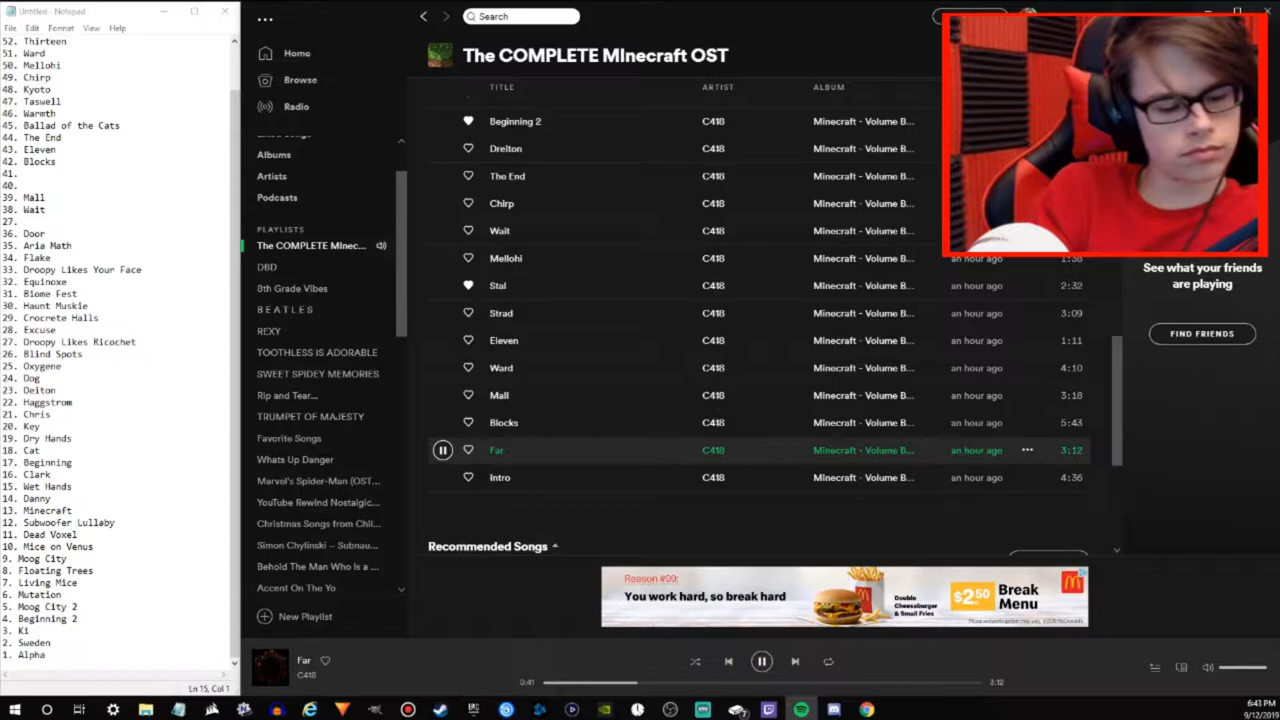 Untitled - Notepad
File Edit Format View Help
52. Thirteen
51. Ward
50. Mellohi
49. Chirp
48. Kyoto
47. Taswell
46. Warmth
45. Ballad of the Cats
44. The End
43. Eleven
42. Blocks
41.
40.
39. Mall
38. Wait
27.
36. Door
35. Aria Math
34. Flake
33. Droopy Likes Your Face
32. Equinoxe
31. Biome Fest
30. Haunt Muskie
29. Crocrete Halls
28. Excuse
27. Droopy Likes Ricochet
26. Blind Spots
25. Oxygene
24. Dog
23. Deiton
22. Haggstrom
21. Chris
20. Key
19. Dry Hands
18. Cat
17. Beginning
16. Clark
15. Wet Hands
14. Danny
13. Minecraft
12. Subwoofer Lullaby
11. Dead Voxel
10. Mice on Venus
9. Moog City
8. Floating Trees
7. Living Mice
6. Mutation
5. Moog City 2
4. Beginning 2
3. Ki
2. Sweden
1. Alpha
Ln 15, Col 1
Search
Home
Browse
Radio
Albums
Artists
Podcasts
PLAYLISTS
The COMPLETE MInec...
DBD
8th Grade Vibes
B E A T L E S
REXY
TOOTHLESS IS ADORABLE
SWEET SPIDEY MEMORIES
Rip and Tear...
TRUMPET OF MAJESTY
Favorite Songs
Whats Up Danger
Marvel's Spider-Man (OST...
YouTube Rewind Nostalgic...
Christmas Songs from Chil...
Simon Chylinski – Subnau...
Behold The Man Who Is a ...
Accent On The Yo
New Playlist
The COMPLETE MInecraft OST
TITLE ARTIST ALBUM
Beginning 2 C418 Minecraft - Volume B...
Dreiton C418 Minecraft - Volume B...
The End C418 Minecraft - Volume B...
Chirp C418 Minecraft - Volume B...
Wait C418 Minecraft - Volume B...
Mellohi C418 Minecraft - Volume B... an hour ago 1:38
Stal C418 Minecraft - Volume B... an hour ago 2:32
Strad C418 Minecraft - Volume B... an hour ago 3:09
Eleven C418 Minecraft - Volume B... an hour ago 1:11
Ward C418 Minecraft - Volume B... an hour ago 4:10
Mall C418 Minecraft - Volume B... an hour ago 3:18
Blocks C418 Minecraft - Volume B... an hour ago 5:43
Far C418 Minecraft - Volume B... an hour ago ••• 3:12
Intro C418 Minecraft - Volume B... an hour ago 4:36
Recommended Songs
See what your friends
are playing
FIND FRIENDS
Reason #99:
You work hard, so break hard
Double
Cheeseburger
& Small Fries
$2.50
Break
Menu
Far
C418
0:41
3:12
6:43 PM
9/12/2019